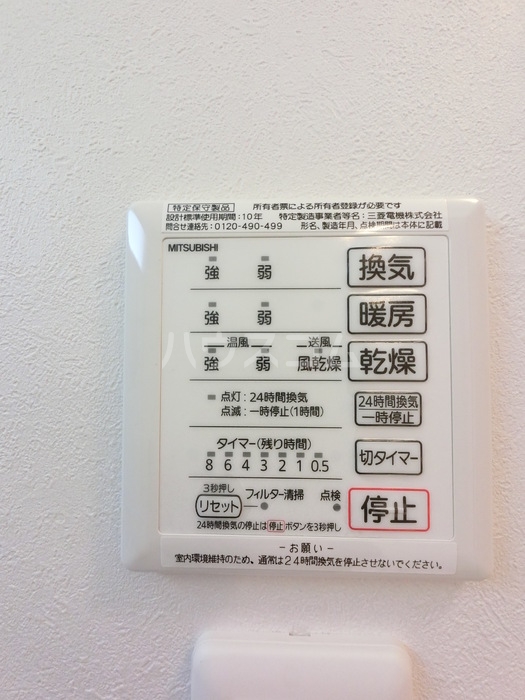 特定保守製品 所有者票による所有者登録が必要です
設計標準使用期間：10年 特定製造事業者等名：三菱電機株式会社
問合せ連絡先：0120-490-499 形名、製造年月、点検期間は本体に記載
MITSUBISHI
強 弱 換気
強 弱 暖房
温風 送風
強 弱 風乾燥 乾燥
点灯：24時間換気
点滅：一時停止(1時間)
24時間換気
一時停止
タイマー(残り時間)
8 6 4 3 2 1 0.5
切タイマー
3秒押し
リセット フィルター清掃 点検
停止
24時間換気の停止は停止ボタンを3秒押し
－お願い－
室内環境維持のため、通常は24時間換気を停止させないでください。